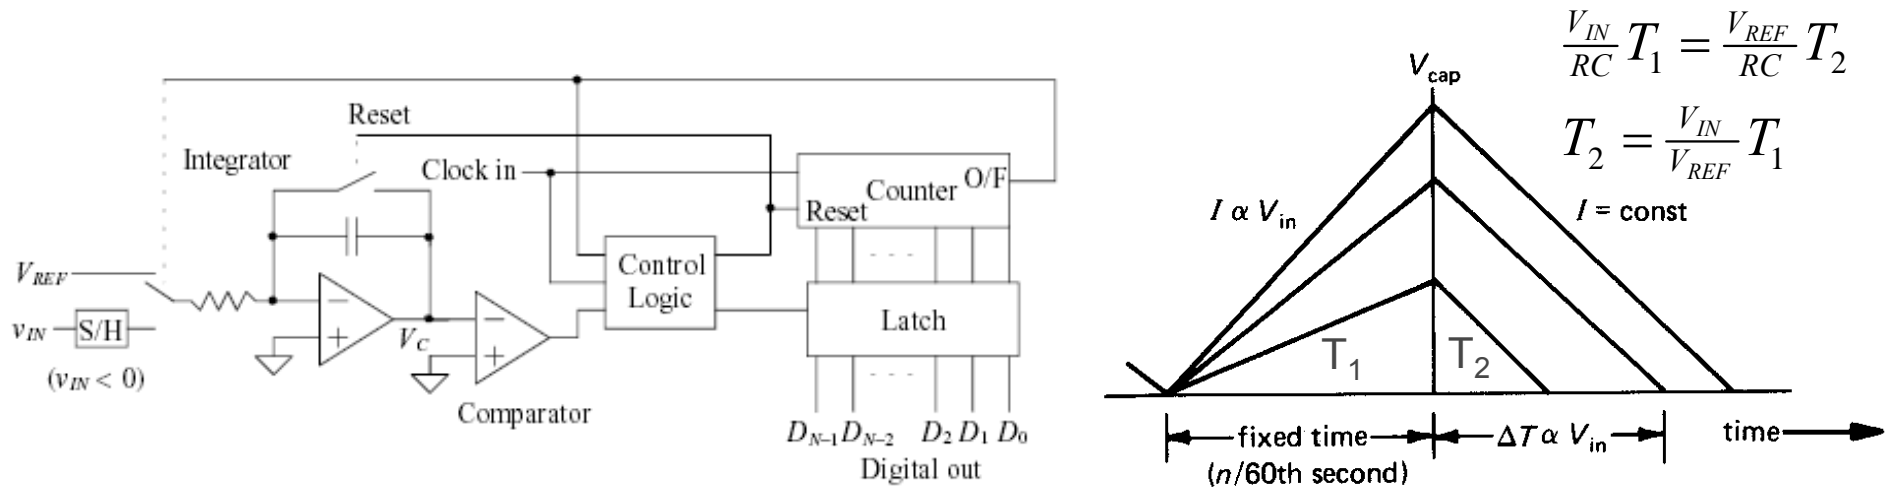 Reset
Integrator
Clock in
Counter
O/F
Reset
V_REF
Control
Logic
v_IN
S/H
(v_IN < 0)
−
+
V_C
−
+
Comparator
Latch
D_N–1 D_N–2 D_2 D_1 D_0
Digital out
V_IN/RC T_1 = V_REF/RC T_2
T_2 = V_IN/V_REF T_1
V_cap
I α V_in
I = const
T_1
T_2
fixed time
(n/60th second)
ΔT α V_in
time